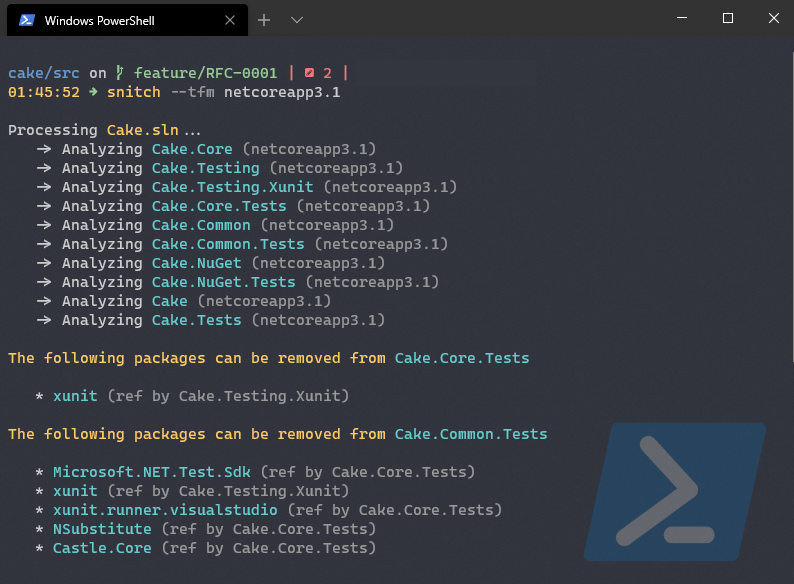 Windows PowerShell
cake/src on feature/RFC-0001 | 2 |
01:45:52 → snitch --tfm netcoreapp3.1
Processing Cake.sln...
→ Analyzing Cake.Core (netcoreapp3.1)
→ Analyzing Cake.Testing (netcoreapp3.1)
→ Analyzing Cake.Testing.Xunit (netcoreapp3.1)
→ Analyzing Cake.Core.Tests (netcoreapp3.1)
→ Analyzing Cake.Common (netcoreapp3.1)
→ Analyzing Cake.Common.Tests (netcoreapp3.1)
→ Analyzing Cake.NuGet (netcoreapp3.1)
→ Analyzing Cake.NuGet.Tests (netcoreapp3.1)
→ Analyzing Cake (netcoreapp3.1)
→ Analyzing Cake.Tests (netcoreapp3.1)
The following packages can be removed from Cake.Core.Tests
* xunit (ref by Cake.Testing.Xunit)
The following packages can be removed from Cake.Common.Tests
* Microsoft.NET.Test.Sdk (ref by Cake.Core.Tests)
* xunit (ref by Cake.Testing.Xunit)
* xunit.runner.visualstudio (ref by Cake.Core.Tests)
* NSubstitute (ref by Cake.Core.Tests)
* Castle.Core (ref by Cake.Core.Tests)